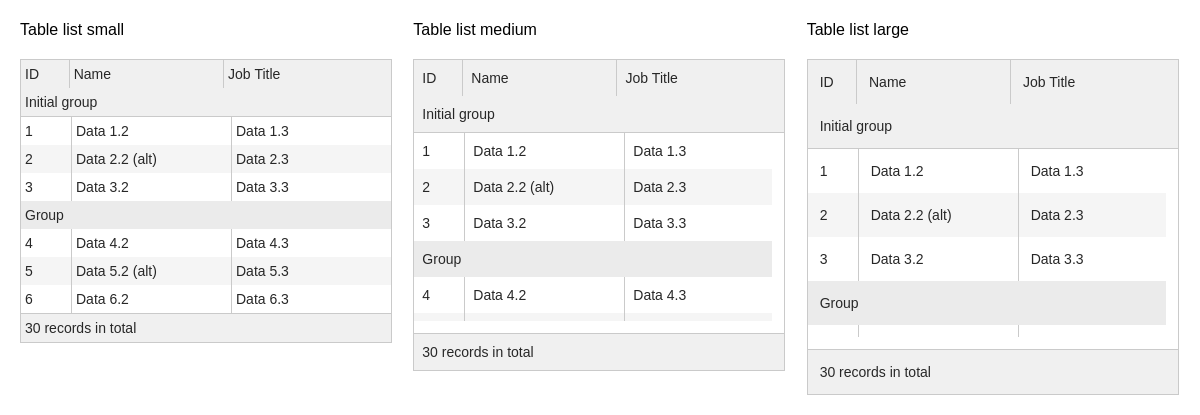 Table list small
ID Name Job Title
Initial group
1 Data 1.2 Data 1.3
2 Data 2.2 (alt) Data 2.3
3 Data 3.2 Data 3.3
Group
4 Data 4.2 Data 4.3
5 Data 5.2 (alt) Data 5.3
6 Data 6.2 Data 6.3
30 records in total
Table list medium
ID Name Job Title
Initial group
1 Data 1.2 Data 1.3
2 Data 2.2 (alt) Data 2.3
3 Data 3.2 Data 3.3
Group
4 Data 4.2 Data 4.3
30 records in total
Table list large
ID Name Job Title
Initial group
1 Data 1.2 Data 1.3
2 Data 2.2 (alt) Data 2.3
3 Data 3.2 Data 3.3
Group
30 records in total